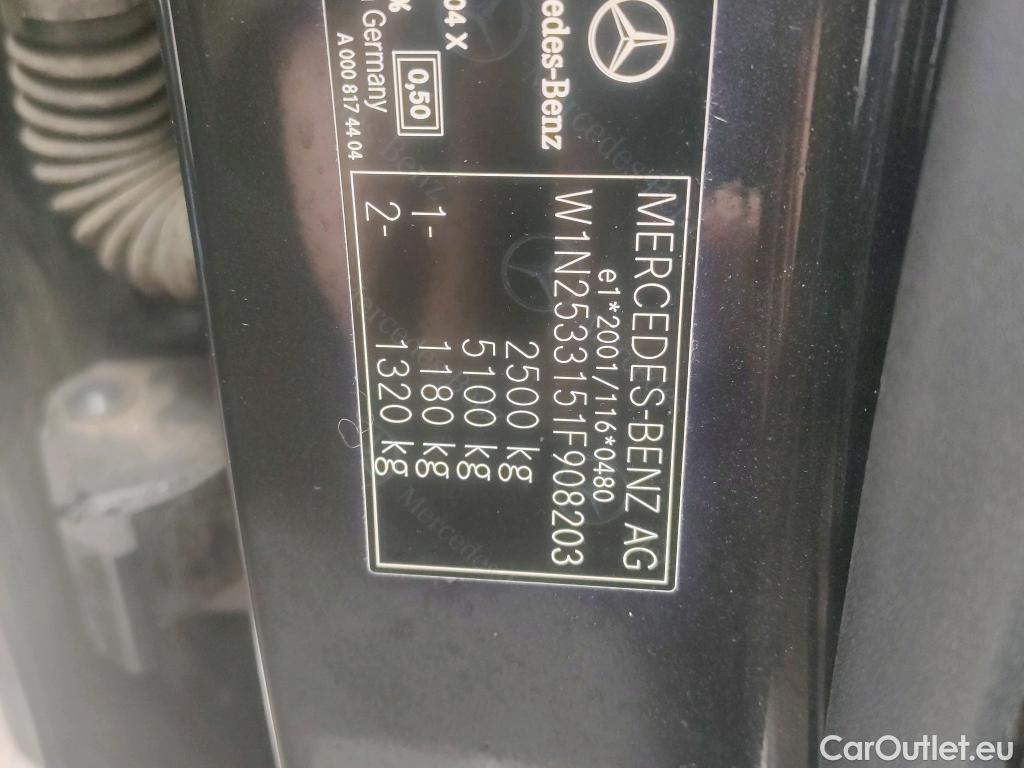 edes-Benz
04 X
Germany
0,50
A 000 817 44 04
MERCEDES-BENZ AG
e1*2001/116*0480
W1N2533151F908203
2500 kg
5100 kg
1- 1180 kg
2- 1320 kg
CarOutlet.eu